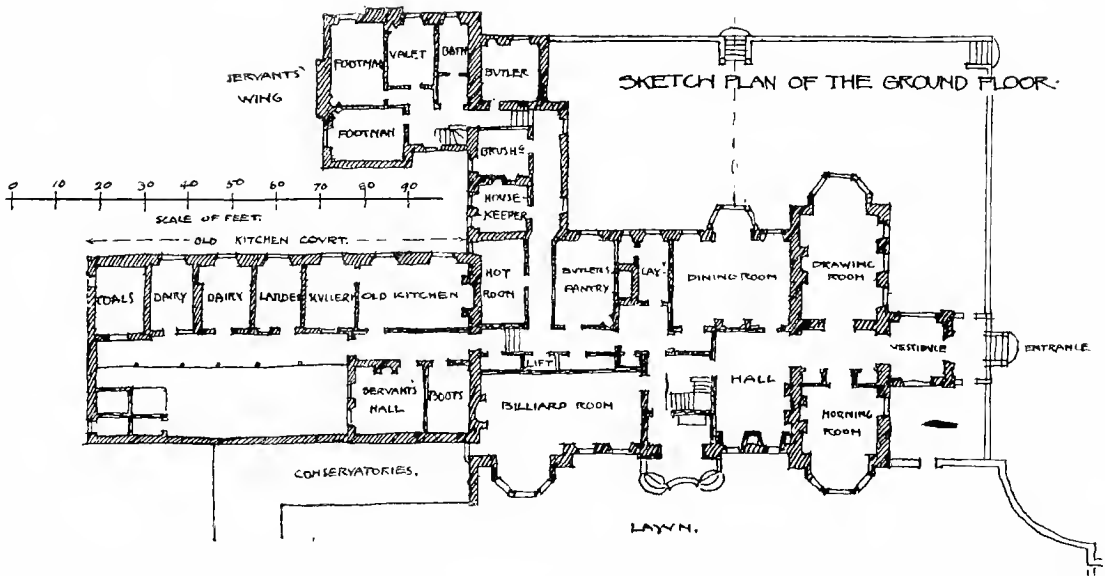 FOOTMAN
VALET
BATH
BUTLER
SERVANTS'
WING
SKETCH PLAN OF THE GROUND FLOOR.
FOOTMAN
BRUSHG
HOUSE-
KEEPER
0 10 20 30 40 50 60 70 80 90
SCALE OF FEET.
OLD KITCHEN COURT.
COALS
DAIRY
DAIRY
LARDER
SCULLERY
OLD KITCHEN
HOT
ROOM
BUTLER'S
PANTRY
LAVY
DINING ROOM
DRAWING
ROOM
VESTIBULE
ENTRANCE.
LIFT
SERVANTS
HALL
BOOTS
BILLIARD ROOM
HALL
MORNING
ROOM
CONSERVATORIES.
LAWN.